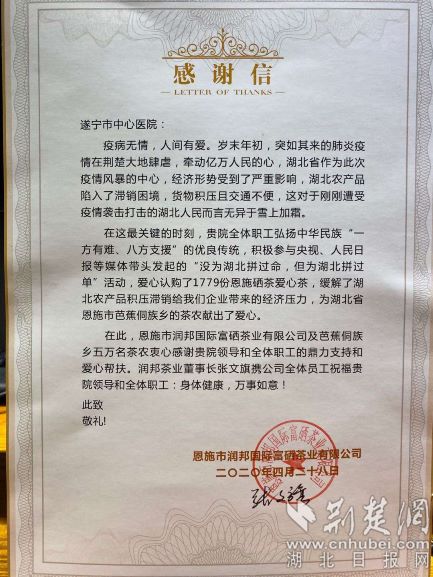 感谢信
LETTER OF THANKS
遂宁市中心医院：
疫病无情，人间有爱。岁末年初，突如其来的肺炎疫
情在荆楚大地肆虐，牵动亿万人民的心，湖北省作为此次
疫情风暴的中心，经济形势受到了严重影响，湖北农产品
陷入了滞销困境，货物积压且交通不便，这对于刚刚遭受
疫情袭击打击的湖北人民而言无异于雪上加霜。
在这最关键的时刻，贵院全体职工弘扬中华民族“一
方有难、八方支援”的优良传统，积极参与央视、人民日
报等媒体带头发起的“没为湖北拼过命，但为湖北拼过
单”活动，爱心认购了1779份恩施硒茶爱心茶，缓解了湖
北农产品积压滞销给我们企业带来的经济压力，为湖北省
恩施市芭蕉侗族乡的茶农献出了爱心。
在此，恩施市润邦国际富硒茶业有限公司及芭蕉侗族
乡五万名茶农衷心感谢贵院领导和全体职工的鼎力支持和
爱心帮扶。润邦茶业董事长张文旗携公司全体员工祝福贵
院领导和全体职工：身体健康，万事如意！
此致
敬礼!
恩施市润邦国际富硒茶业有限公司
二〇二〇年四月二十八日
荆楚网
www.cnhubei.com
湖北日报网